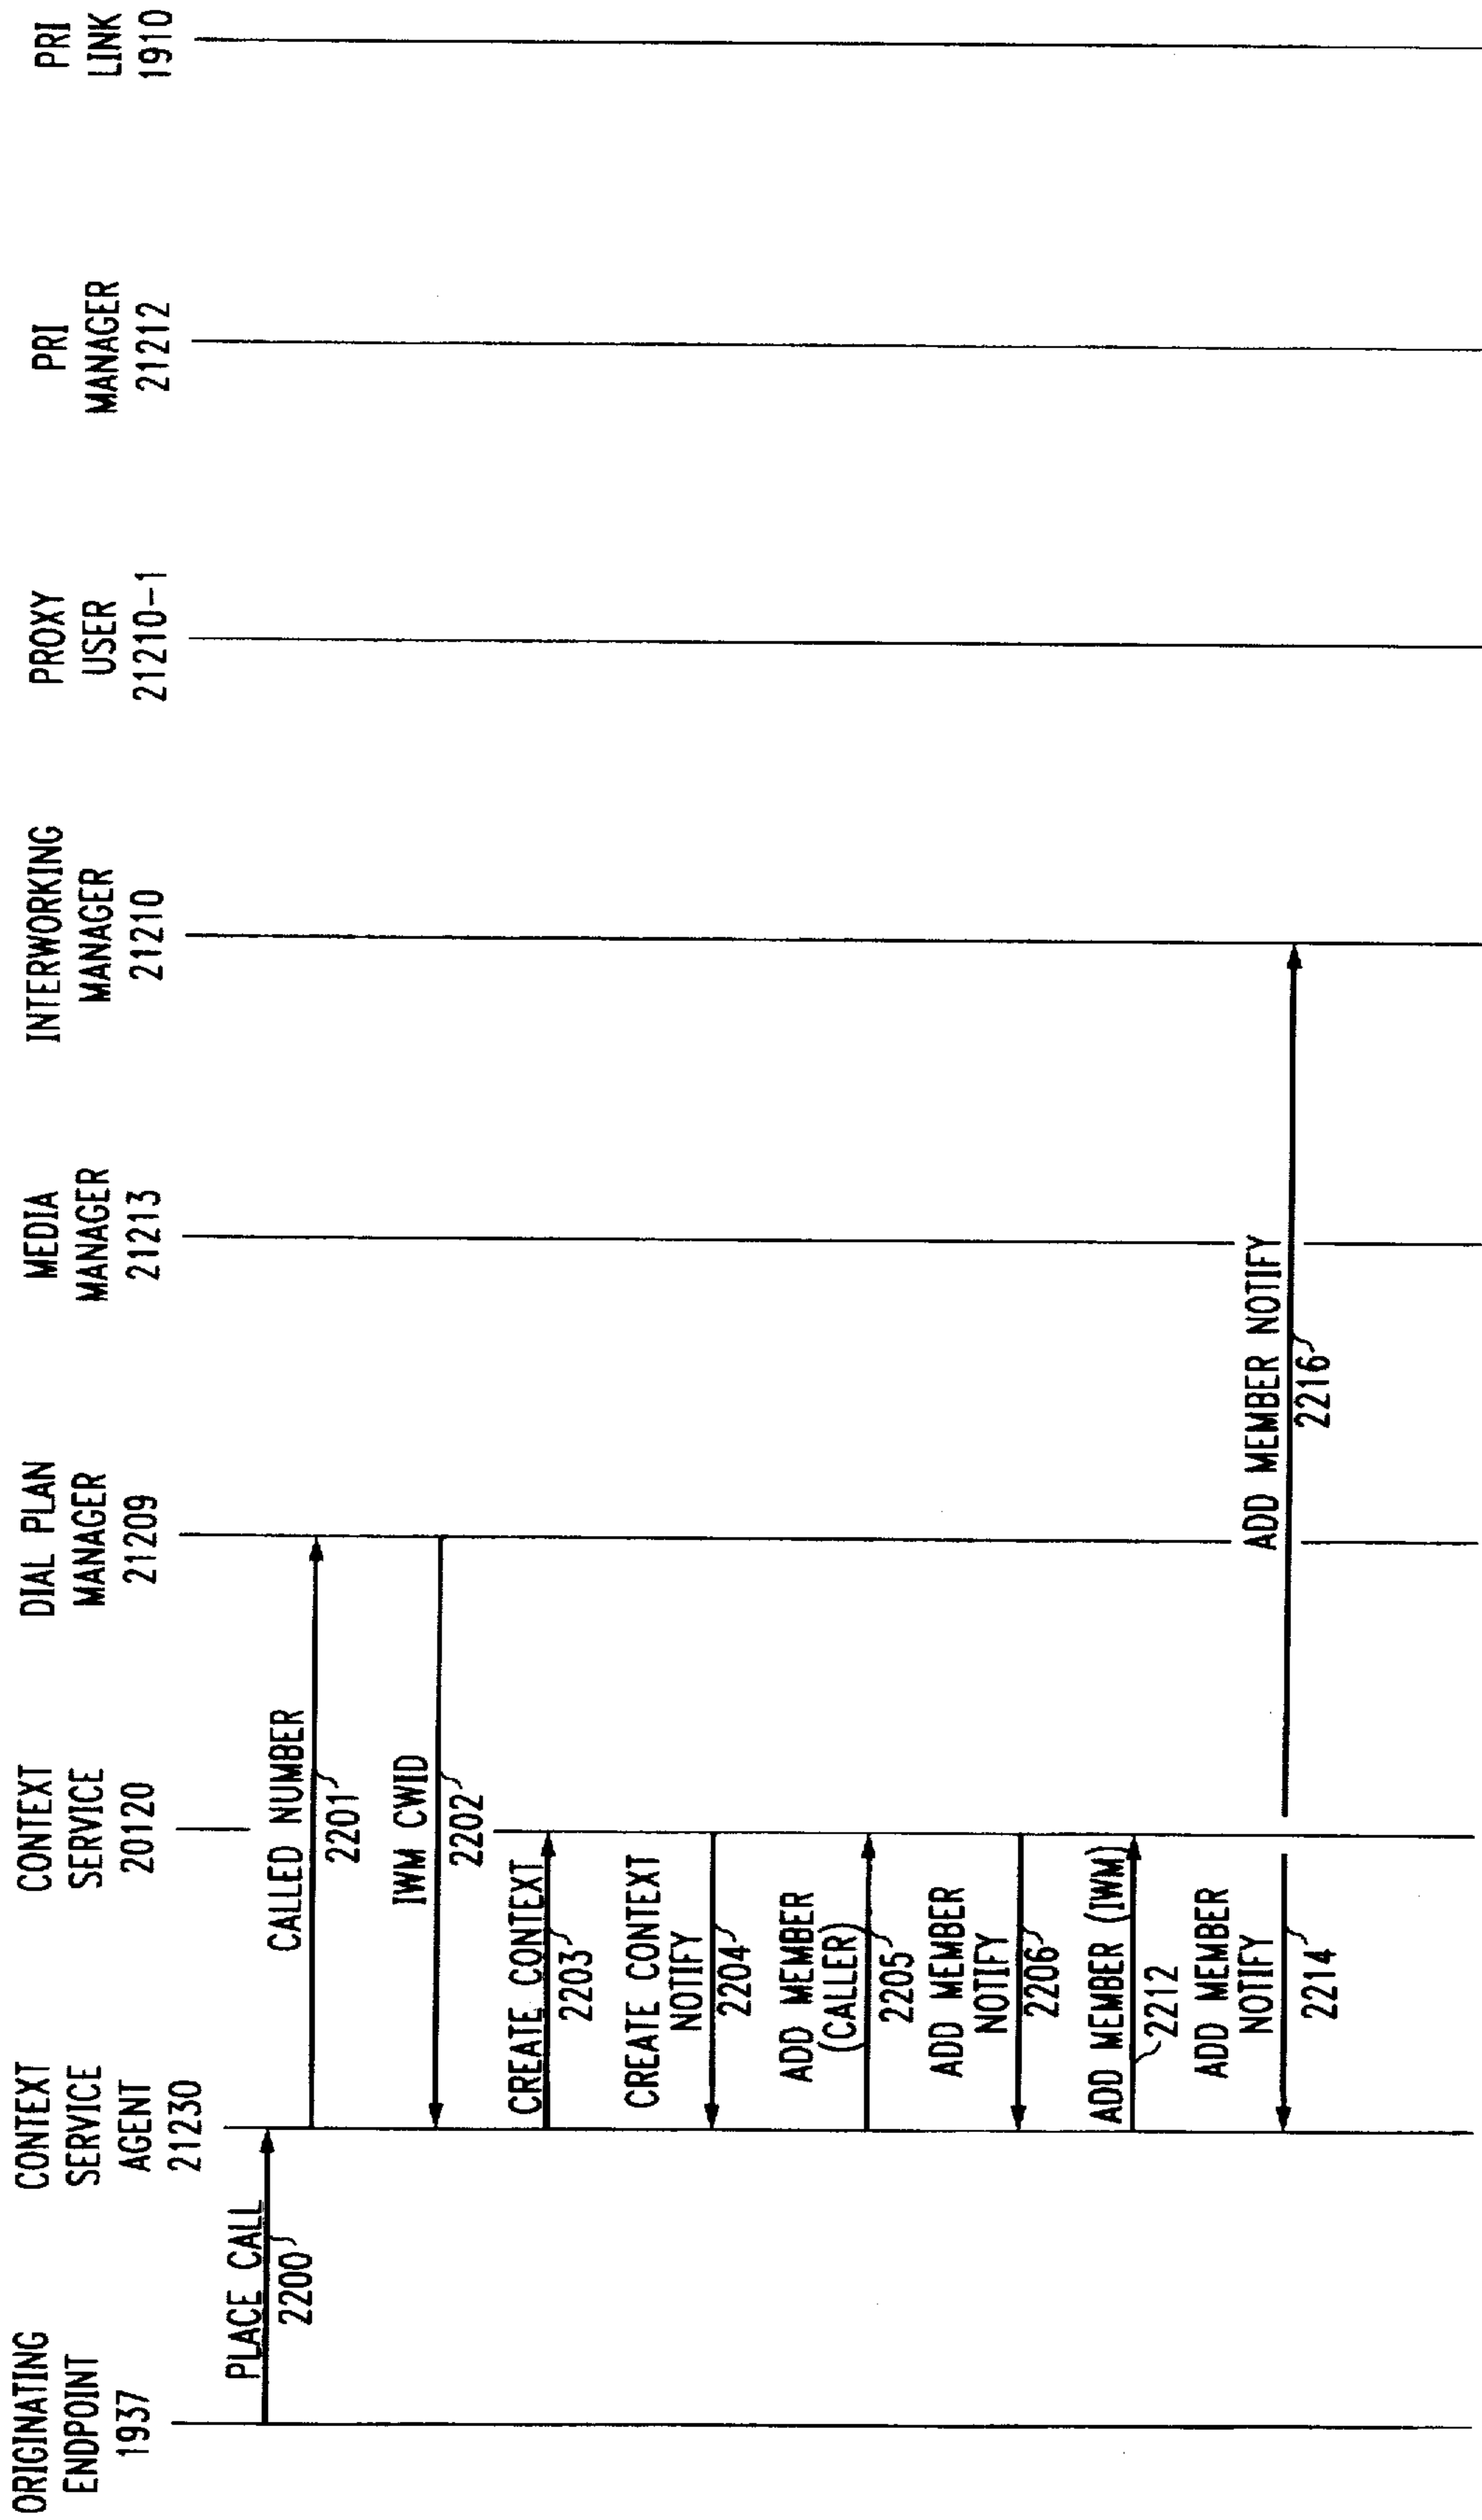 ORIGINATING
ENDPOINT
1937
CONTEXT
SERVICE
AGENT
21230
CONTEXT
SERVICE
20120
DIAL PLAN
MANAGER
21209
MEDIA
MANAGER
21213
INTERWORKING
MANAGER
21210
PROXY
USER
21210-1
PRI
MANAGER
21212
PRI
LINK
1910
PLACE CALL
2200
CALLED NUMBER
2201
IWM CWID
2202
CREATE CONTEXT
2203
CREATE CONTEXT
NOTIFY
2204
ADD MEMBER
(CALLER)
2205
ADD MEMBER
NOTIFY
2206
ADD MEMBER (IWM)
2212
ADD MEMBER
NOTIFY
2214
ADD MEMBER NOTIFY
2216